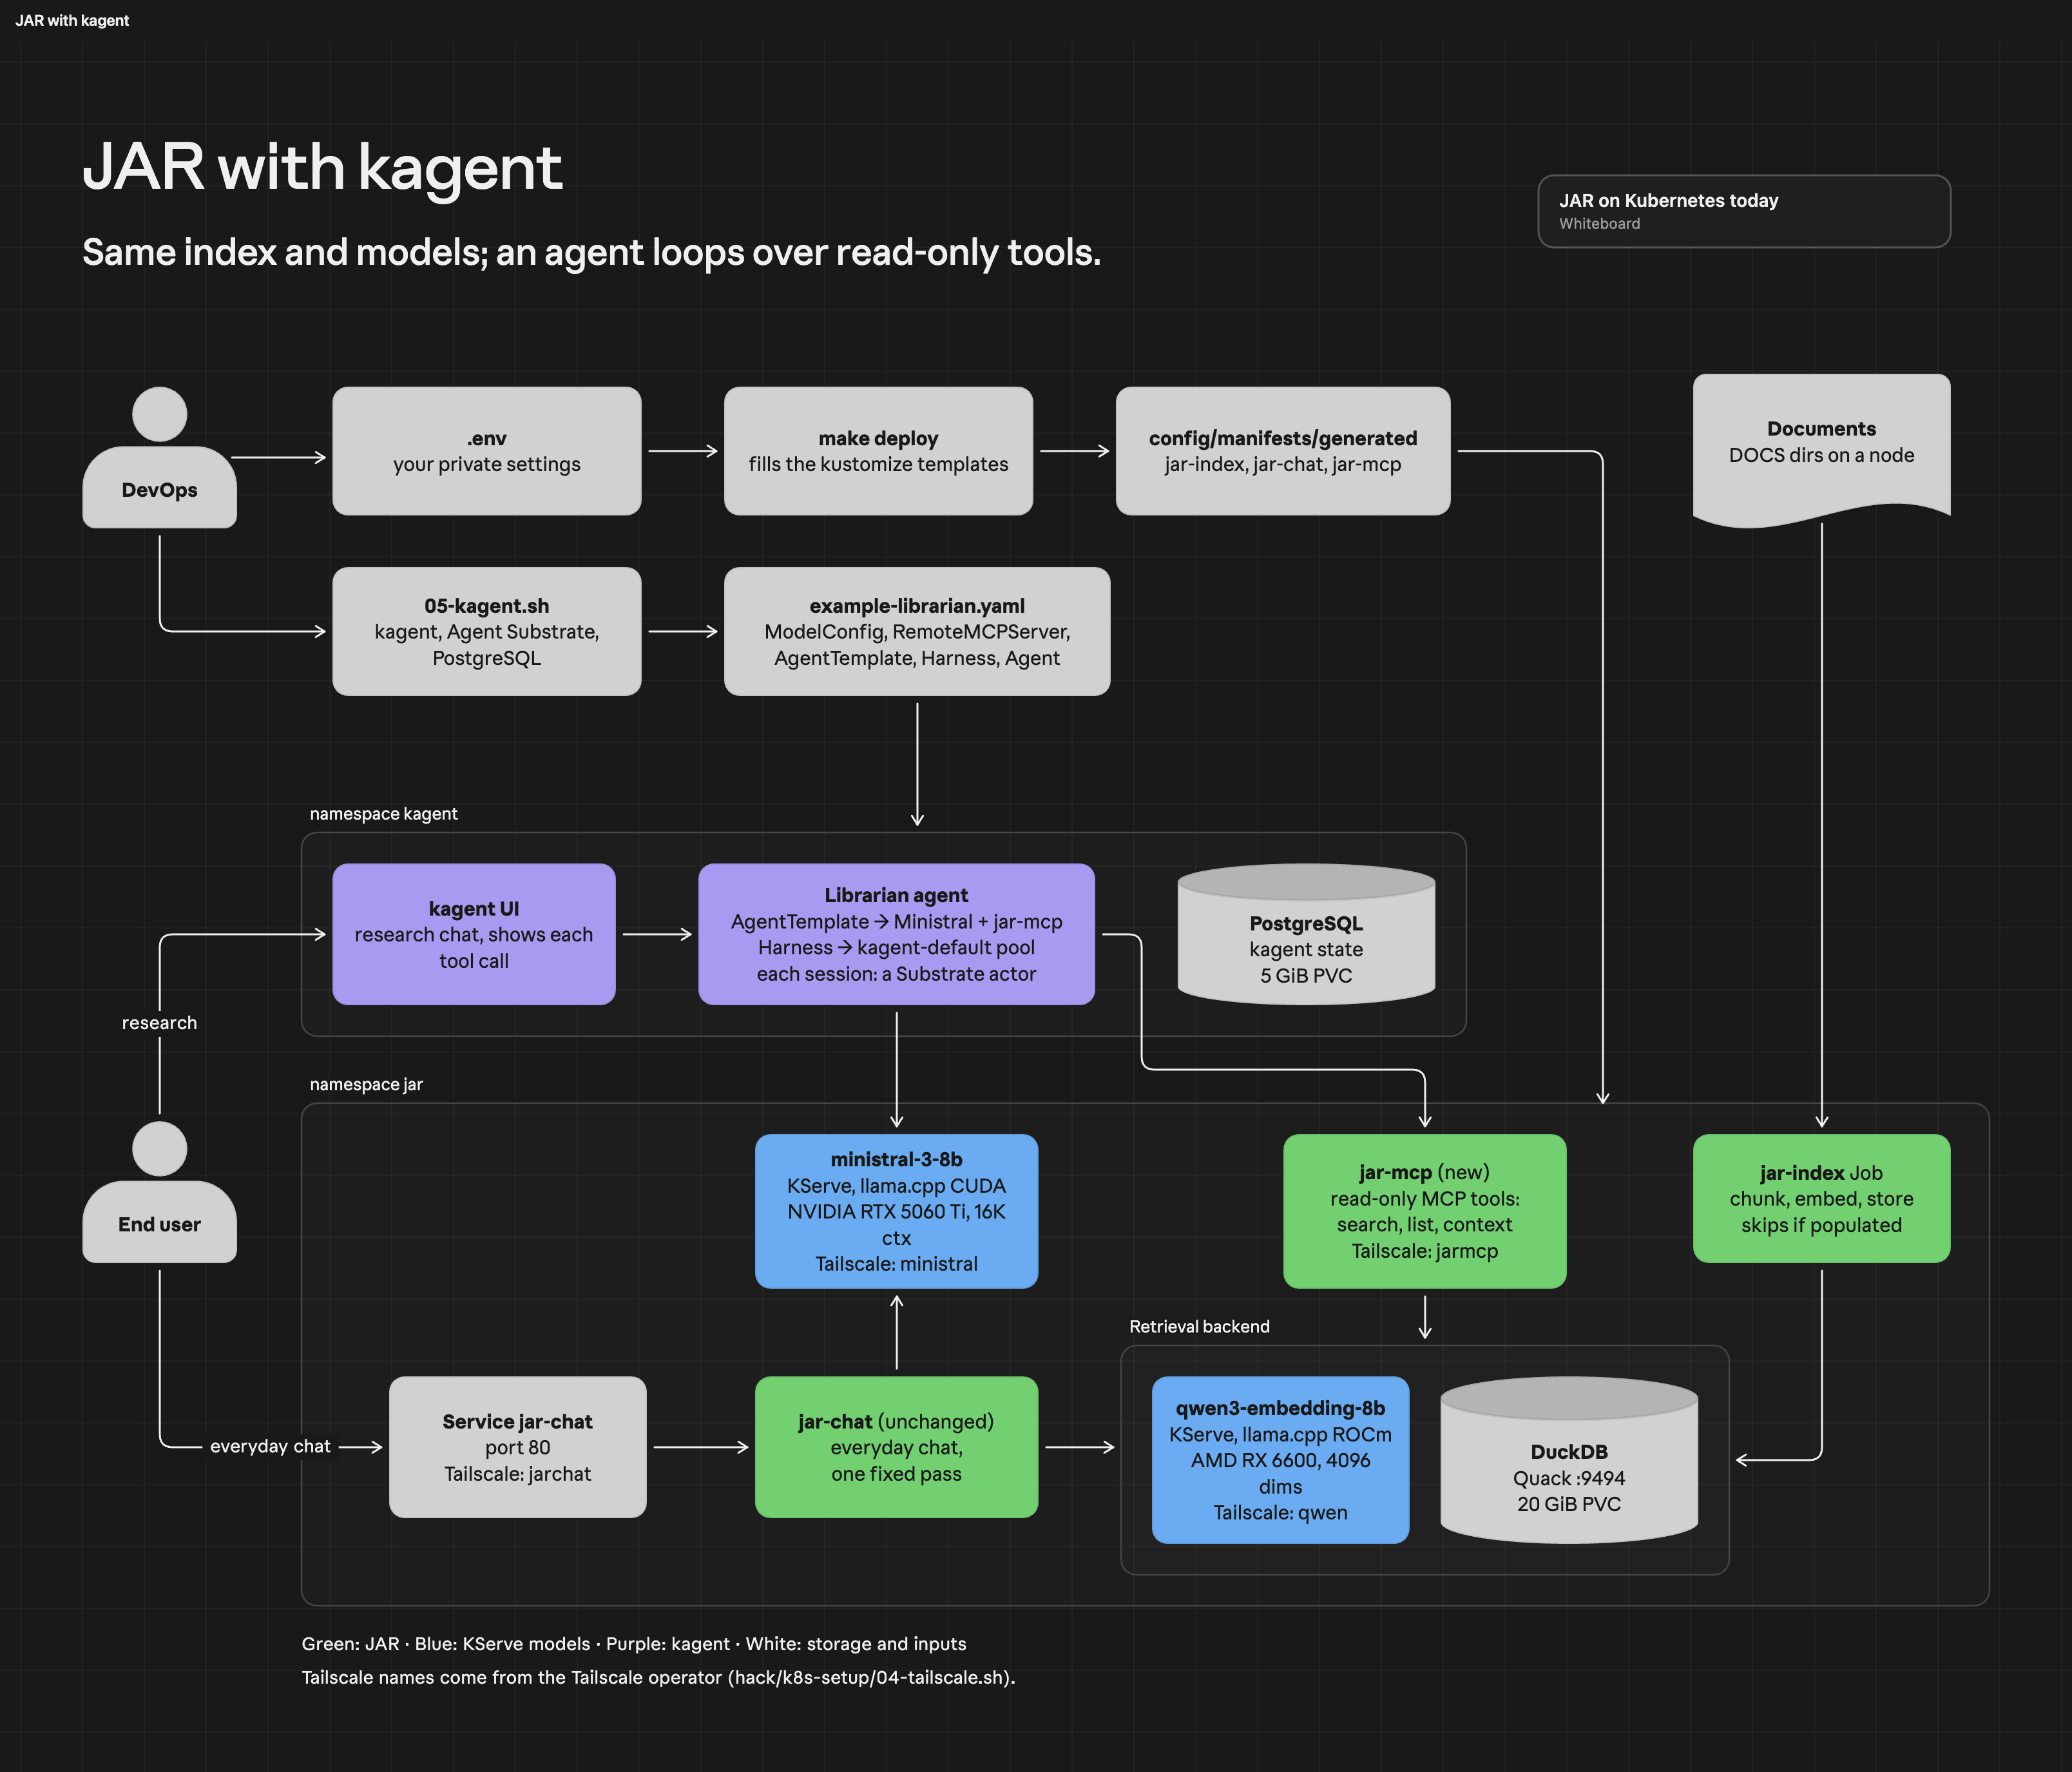 JAR with kagent
JAR with kagent
Same index and models; an agent loops over read-only tools.
JAR on Kubernetes today
Whiteboard
DevOps
.env
your private settings
make deploy
fills the kustomize templates
config/manifests/generated
jar-index, jar-chat, jar-mcp
Documents
DOCS dirs on a node
05-kagent.sh
kagent, Agent Substrate,
PostgreSQL
example-librarian.yaml
ModelConfig, RemoteMCPServer,
AgentTemplate, Harness, Agent
namespace kagent
kagent UI
research chat, shows each
tool call
Librarian agent
AgentTemplate → Ministral + jar-mcp
Harness → kagent-default pool
each session: a Substrate actor
PostgreSQL
kagent state
5 GiB PVC
research
namespace jar
End user
ministral-3-8b
KServe, llama.cpp CUDA
NVIDIA RTX 5060 Ti, 16K
ctx
Tailscale: ministral
jar-mcp (new)
read-only MCP tools:
search, list, context
Tailscale: jarmcp
jar-index Job
chunk, embed, store
skips if populated
Retrieval backend
everyday chat
Service jar-chat
port 80
Tailscale: jarchat
jar-chat (unchanged)
everyday chat,
one fixed pass
qwen3-embedding-8b
KServe, llama.cpp ROCm
AMD RX 6600, 4096
dims
Tailscale: qwen
DuckDB
Quack :9494
20 GiB PVC
Green: JAR · Blue: KServe models · Purple: kagent · White: storage and inputs
Tailscale names come from the Tailscale operator (hack/k8s-setup/04-tailscale.sh).